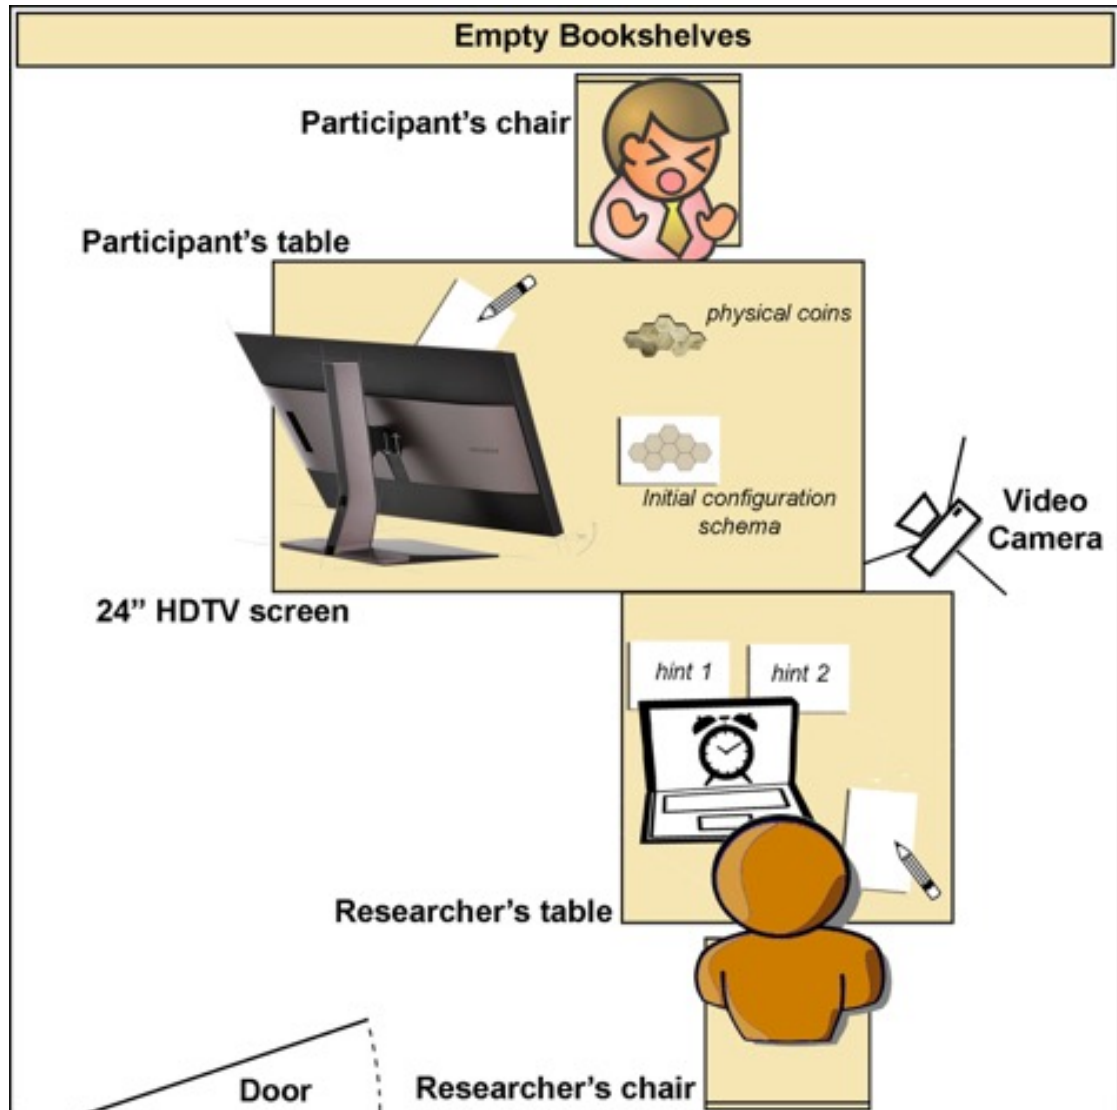 Empty Bookshelves
Participant's chair
Participant's table
physical coins
Initial configuration
schema
Video
Camera
24” HDTV screen
hint 1
hint 2
Researcher's table
Door
Researcher's chair